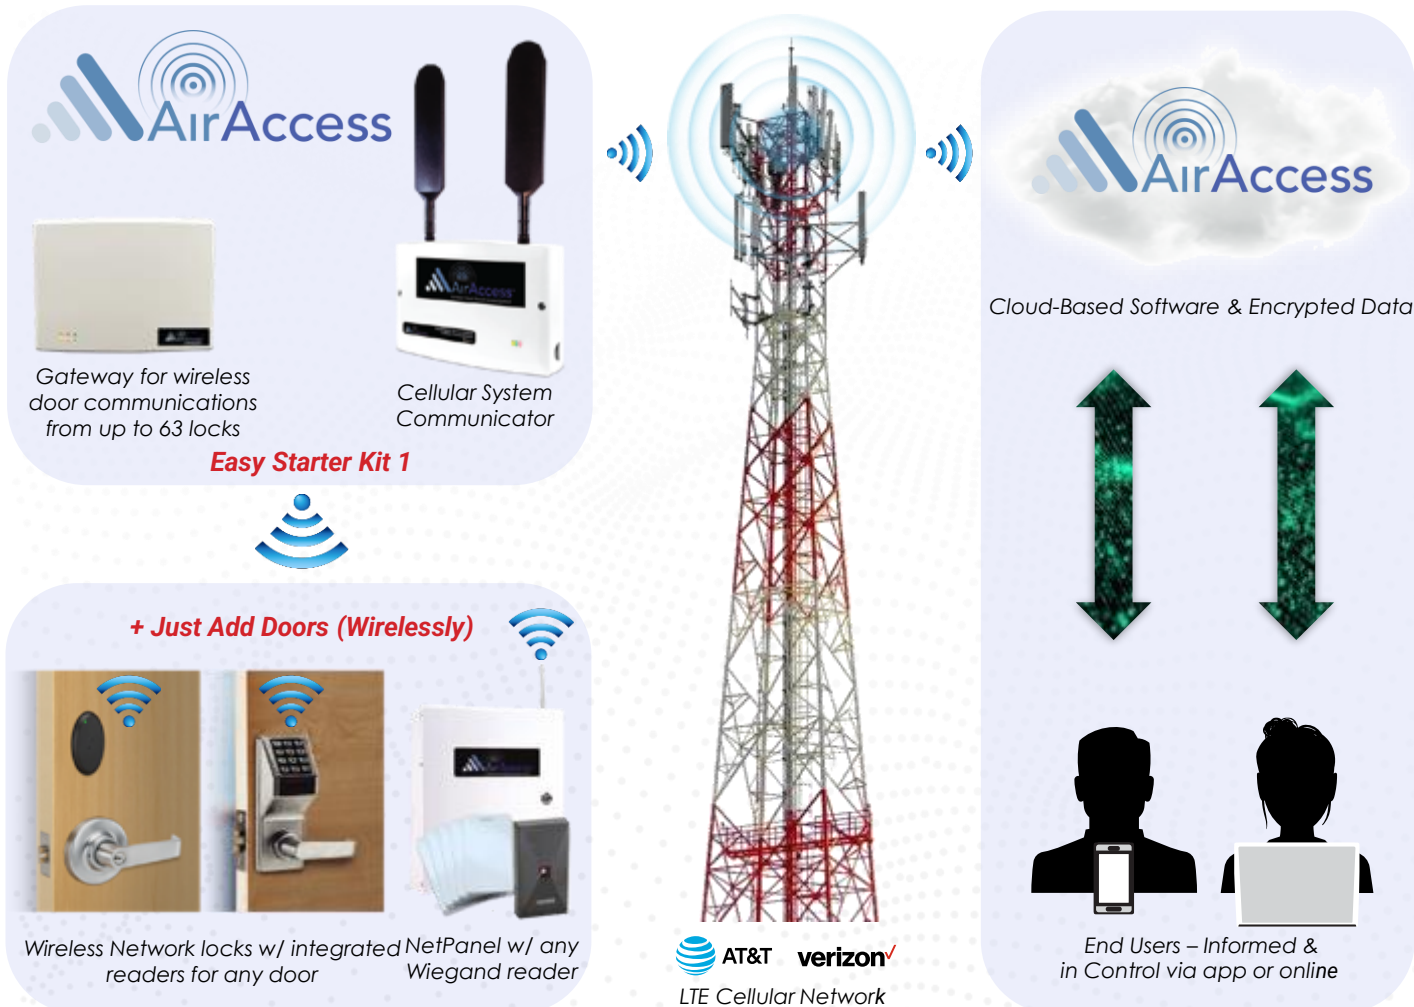 AirAccess
Gateway for wireless
door communications
from up to 63 locks
AirAccess
Cellular System
Communicator
Easy Starter Kit 1
+ Just Add Doors (Wirelessly)
Wireless Network locks w/ integrated
readers for any door
NetPanel w/ any
Wiegand reader
AT&T
verizon✓
LTE Cellular Network
AirAccess
Cloud-Based Software & Encrypted Data
End Users – Informed &
in Control via app or online